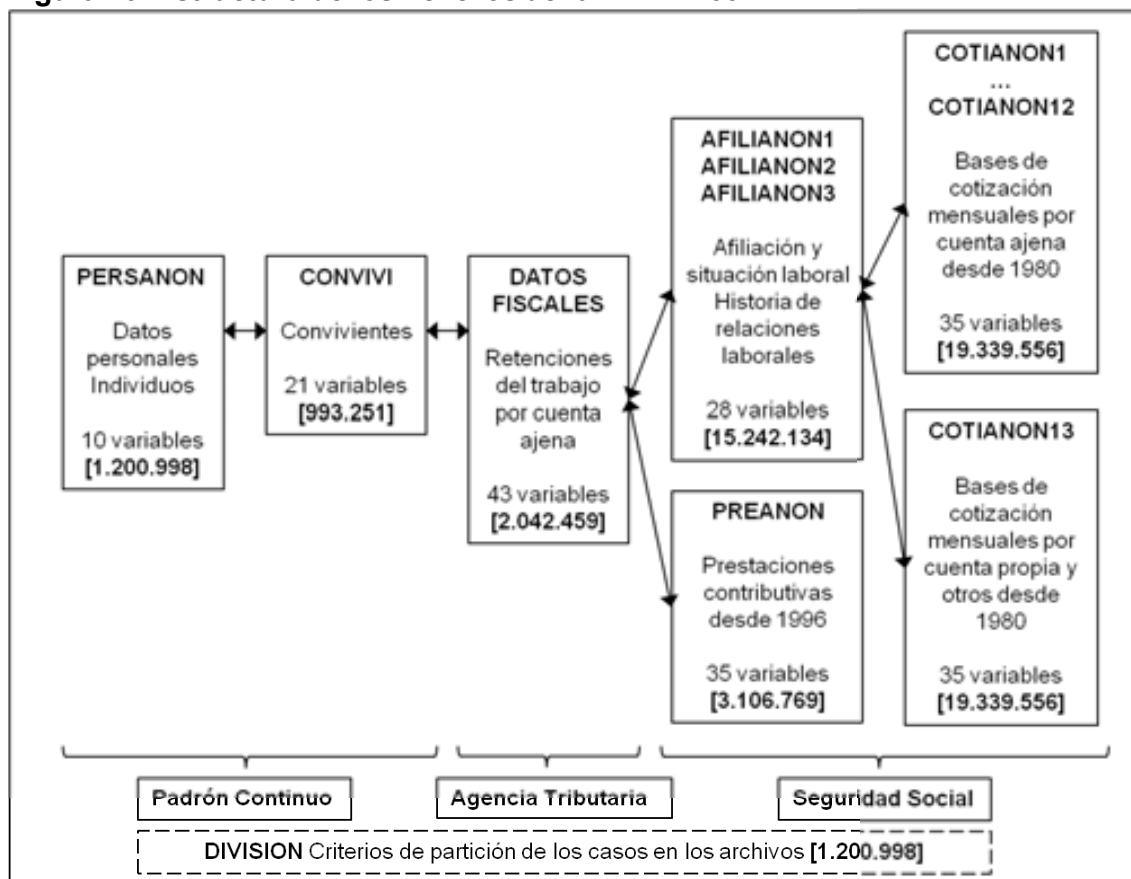 PERSANON
Datos
personales
Individuos
10 variables
[1.200.998]
CONVIVI
Convivientes
21 variables
[993.251]
DATOS
FISCALES
Retenciones
del trabajo
por cuenta
ajena
43 variables
[2.042.459]
AFILIANON1
AFILIANON2
AFILIANON3
Afiliación y
situación laboral
Historia de
relaciones
laborales
28 variables
[15.242.134]
PREANON
Prestaciones
contributivas
desde 1996
35 variables
[3.106.769]
COTIANON1
...
COTIANON12
Bases de
cotización
mensuales por
cuenta ajena
desde 1980
35 variables
[19.339.556]
COTIANON13
Bases de
cotización
mensuales por
cuenta propia y
otros desde
1980
35 variables
[19.339.556]
Padrón Continuo
Agencia Tributaria
Seguridad Social
DIVISION Criterios de partición de los casos en los archivos [1.200.998]